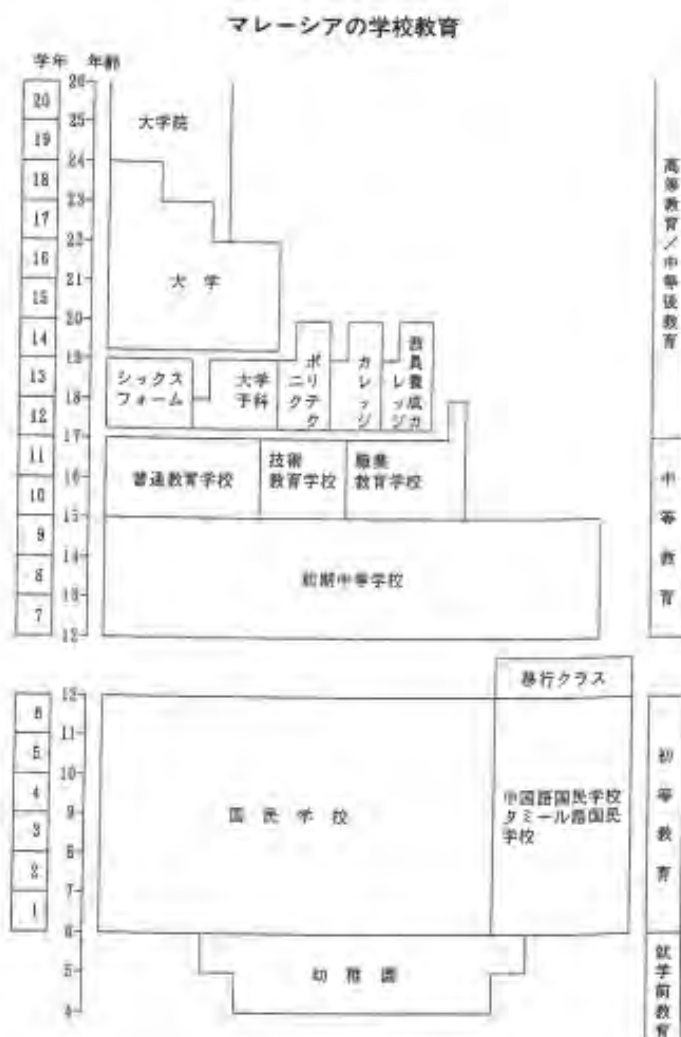 マレーシアの学校教育
学年 年齢
20
19
18
17
16
15
14
13
12
11
10
9
8
7
26
25
24
23
22
21
20
19
18
17
16
15
14
13
12
大学院
大 学
シックス
フォーム
大学
予科
ポリテク
ニク
カレッジ
教員養成カ
レッジ
普通教育学校
技術
教育学校
職業
教育学校
前期中等学校
高等教育/中等後教育
中等教育
移行クラス
6
5
4
3
2
1
12
11
10
9
8
7
6
5
4
国 民 学 校
中国語国民学校
タミール語国民
学校
幼 稚 園
初等教育
就学前教育